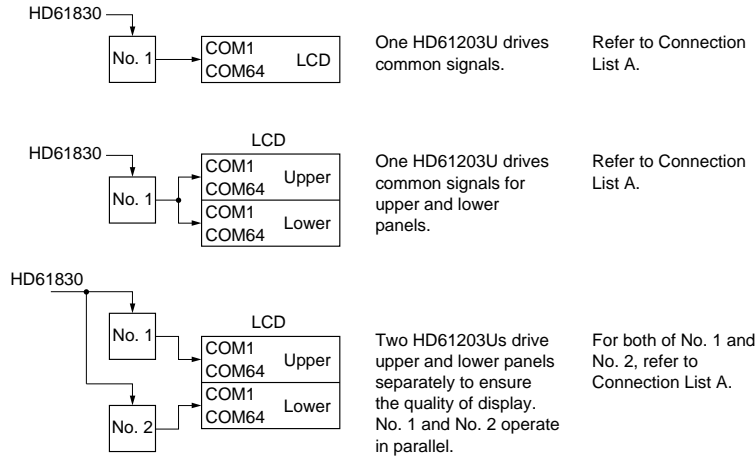 HD61830
No. 1
COM1
COM64
LCD
One HD61203U drives
common signals.
Refer to Connection
List A.
LCD
HD61830
No. 1
COM1
COM64
Upper
COM1
COM64
Lower
One HD61203U drives
common signals for
upper and lower
panels.
Refer to Connection
List A.
HD61830
No. 1
No. 2
LCD
COM1
COM64
Upper
COM1
COM64
Lower
Two HD61203Us drive
upper and lower panels
separately to ensure
the quality of display.
No. 1 and No. 2 operate
in parallel.
For both of No. 1 and
No. 2, refer to
Connection List A.